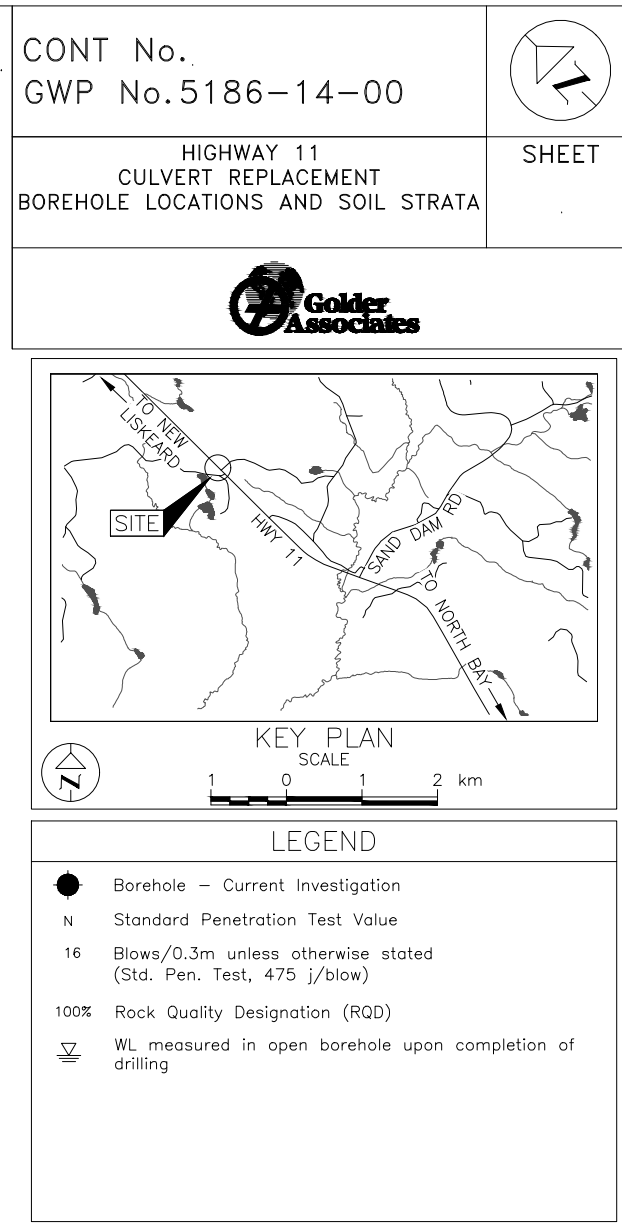 CONT No.
GWP No.5186-14-00
HIGHWAY 11
CULVERT REPLACEMENT
BOREHOLE LOCATIONS AND SOIL STRATA
SHEET
Golder
Associates
TO NEW
LISKEARD
SITE
HWY 11
SAND DAM RD
TO NORTH BAY
KEY PLAN
SCALE
1 0 1 2 km
N
LEGEND
Borehole – Current Investigation
N Standard Penetration Test Value
16 Blows/0.3m unless otherwise stated
(Std. Pen. Test, 475 j/blow)
100% Rock Quality Designation (RQD)
WL measured in open borehole upon completion of
drilling